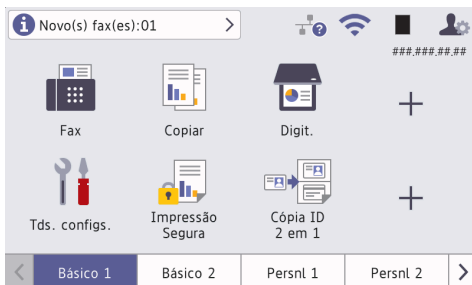 Novo(s) fax(es):01
###.###.##.##
Fax
Copiar
Digit.
Tds. configs.
Impressão
Segura
Cópia ID
2 em 1
Básico 1
Básico 2
Persnl 1
Persnl 2